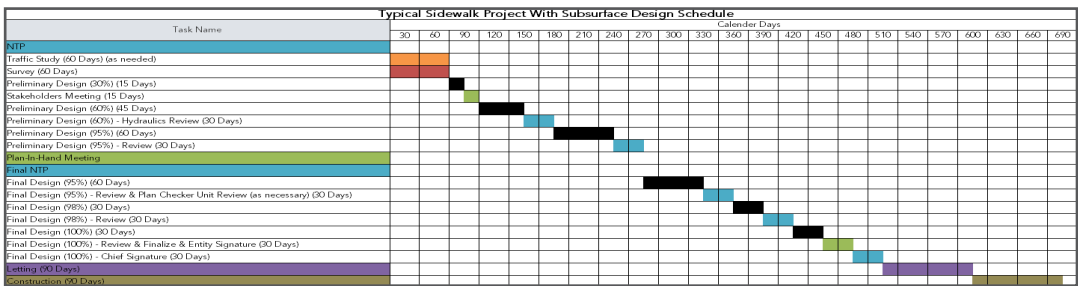 Typical Sidewalk Project With Subsurface Design Schedule
Task Name
Calender Days
30 60 90 120 150 180 210 240 270 300 330 360 390 420 450 480 510 540 570 600 630 660 690
NTP
Traffic Study (60 Days) (as needed)
Survey (60 Days)
Preliminary Design (30%) (15 Days)
Stakeholders Meeting (15 Days)
Preliminary Design (60%) (45 Days)
Preliminary Design (60%) - Hydraulics Review (30 Days)
Preliminary Design (95%) (60 Days)
Preliminary Design (95%) - Review (30 Days)
Plan-In-Hand Meeting
Final NTP
Final Design (95%) (60 Days)
Final Design (95%) - Review & Plan Checker Unit Review (as necessary) (30 Days)
Final Design (98%) (30 Days)
Final Design (98%) - Review (30 Days)
Final Design (100%) (30 Days)
Final Design (100%) - Review & Finalize & Entity Signature (30 Days)
Final Design (100%) - Chief Signature (30 Days)
Letting (90 Days)
Construction (90 Days)